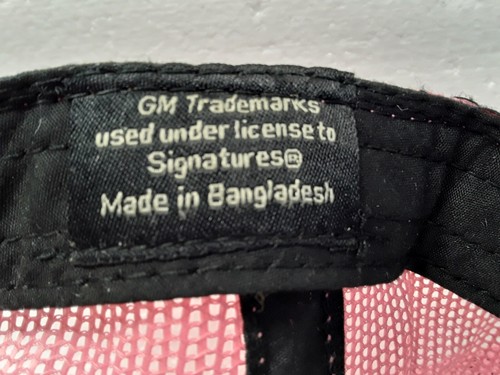 GM Trademarks
used under license to
Signatures®
Made in Bangladesh